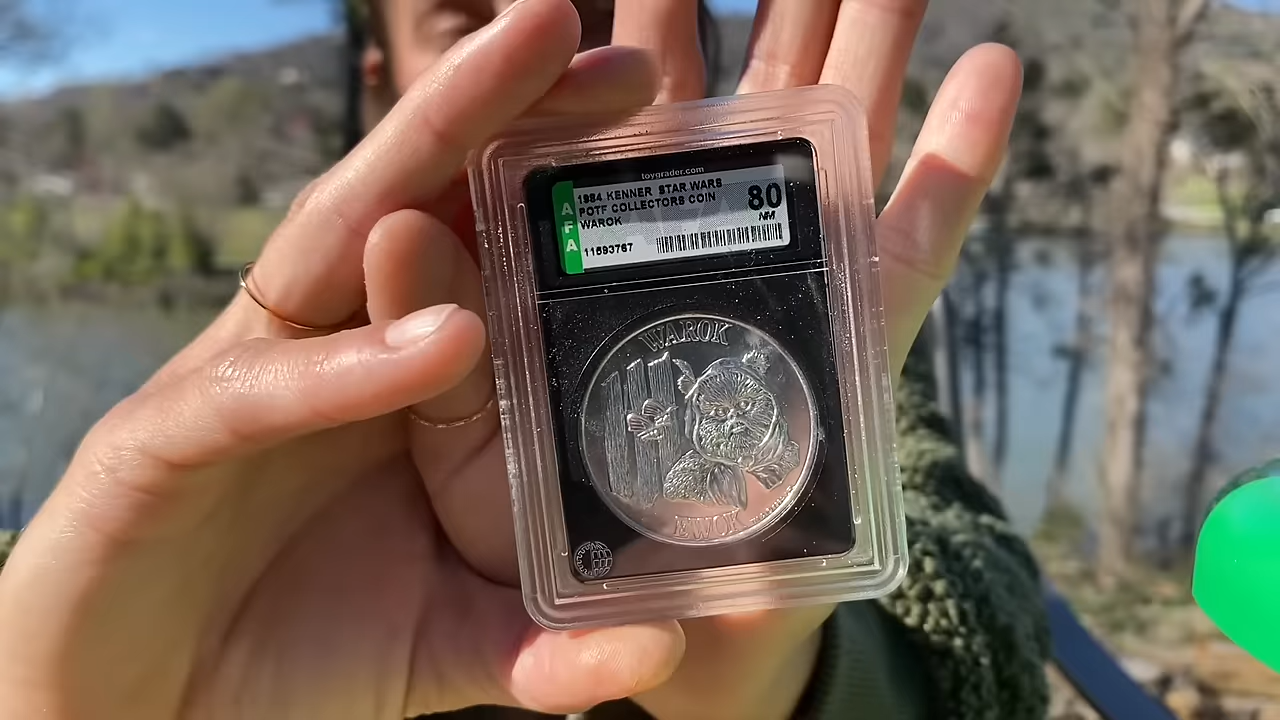 toygrader.com
AFA
1984 KENNER STAR WARS
POTF COLLECTORS COIN
WAROK
80
NM
11593767
WAROK
EWOK